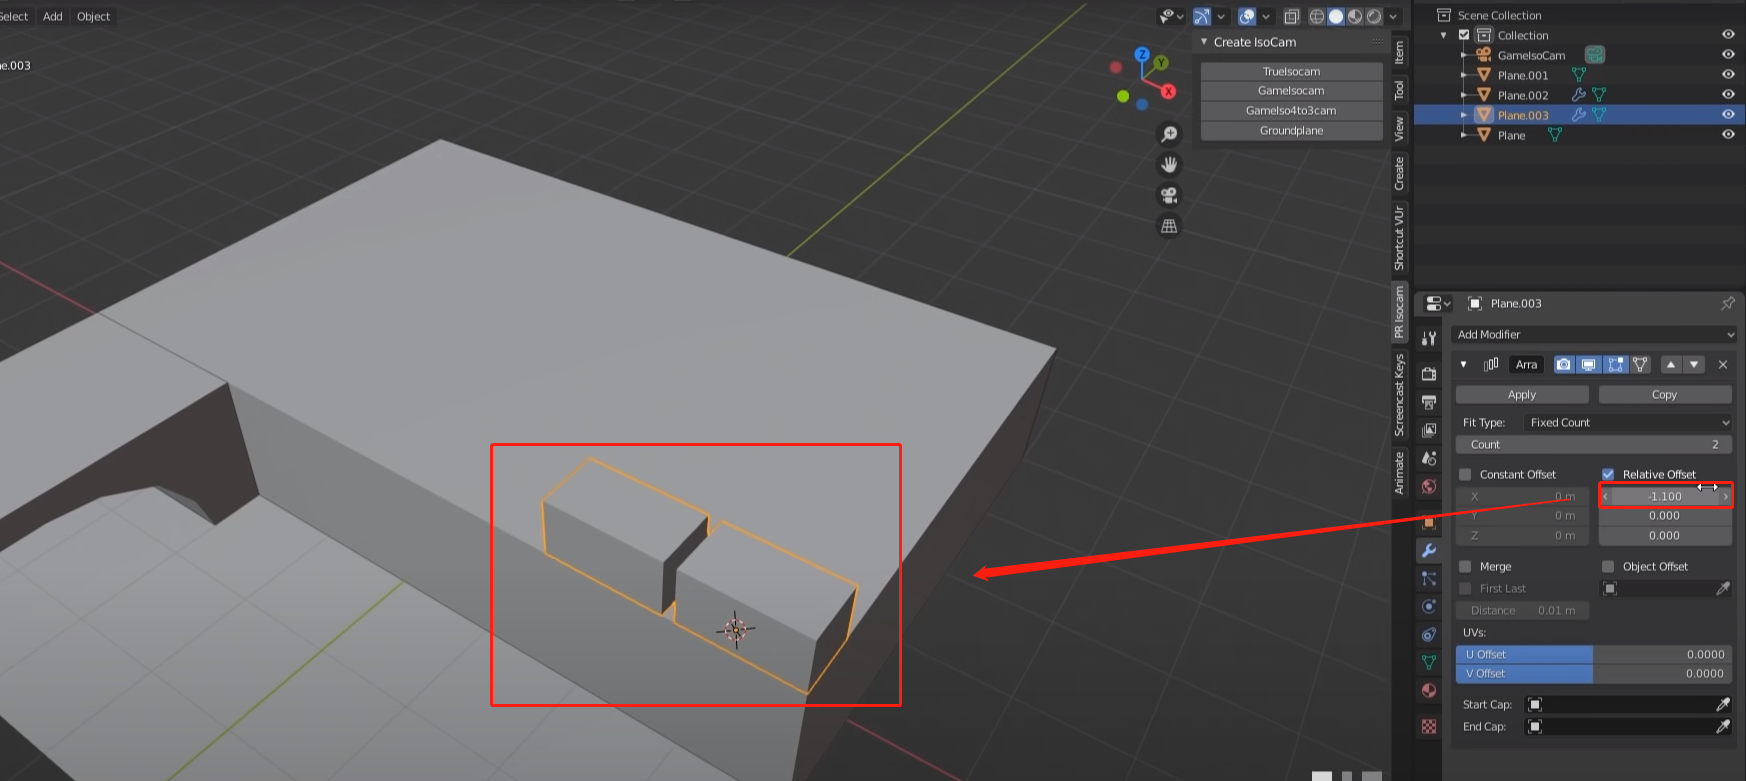 Select Add Object
e.003
Create IsoCam
TrueIsocam
GameIsocam
GameIso4to3cam
Groundplane
Z
Y
X
Item
Tool
View
Create
Shortcut VUr
PR Isocam
Screencast Keys
Animate
Scene Collection
Collection
GameIsoCam
Plane.001
Plane.002
Plane.003
Plane
Plane.003
Add Modifier
Arra
Apply Copy
Fit Type: Fixed Count
Count 2
Constant Offset Relative Offset
X 0 m -1.100
Y 0 m 0.000
Z 0 m 0.000
Merge Object Offset
First Last
Distance 0.01 m
UVs:
U Offset 0.0000
V Offset 0.0000
Start Cap:
End Cap: